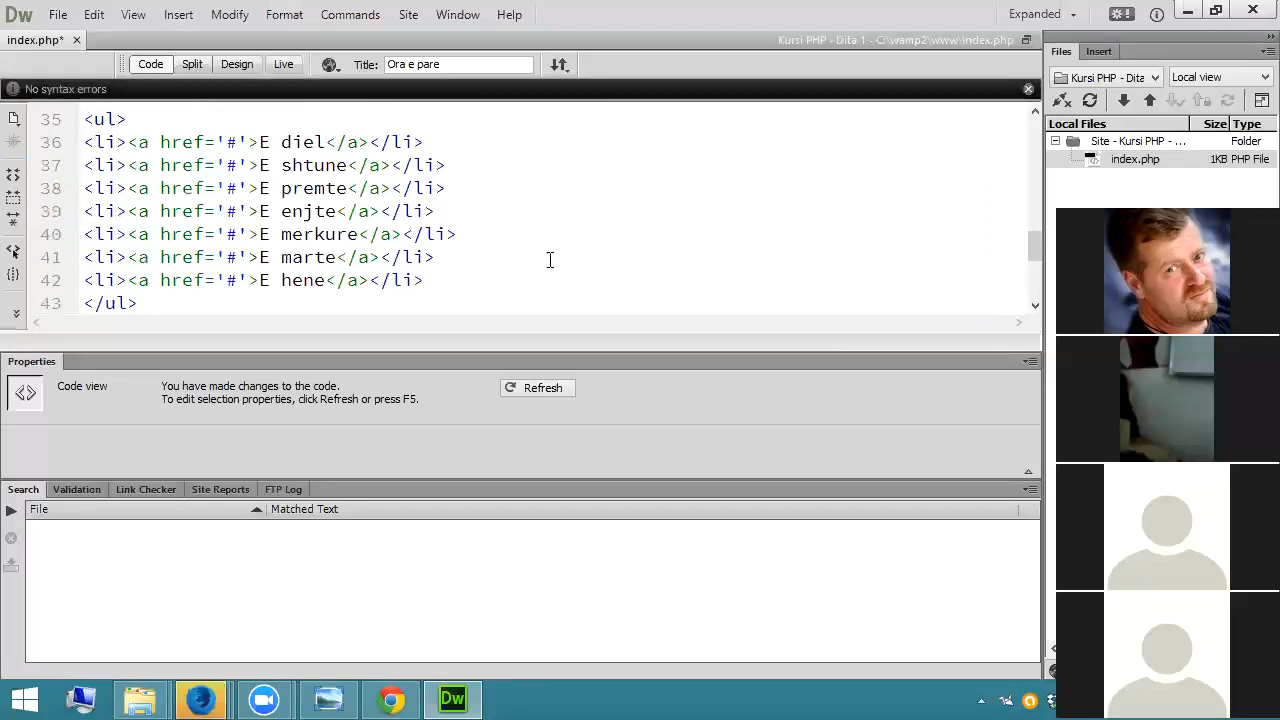 Dw File Edit View Insert Modify Format Commands Site Window Help Expanded
index.php* Kursi PHP - Dita 1 - C:\wamp2\www\index.php
Code Split Design Live Title: Ora e pare
No syntax errors
35 <ul>
36 <li><a href='#'>E diel</a></li>
37 <li><a href='#'>E shtune</a></li>
38 <li><a href='#'>E premte</a></li>
39 <li><a href='#'>E enjte</a></li>
40 <li><a href='#'>E merkure</a></li>
41 <li><a href='#'>E marte</a></li>
42 <li><a href='#'>E hene</a></li>
43 </ul>
Properties
Code view You have made changes to the code. Refresh
To edit selection properties, click Refresh or press F5.
Search Validation Link Checker Site Reports FTP Log
File Matched Text
Files Insert
Kursi PHP - Dita Local view
Local Files Size Type
Site - Kursi PHP - ... Folder
index.php 1KB PHP File
Dw